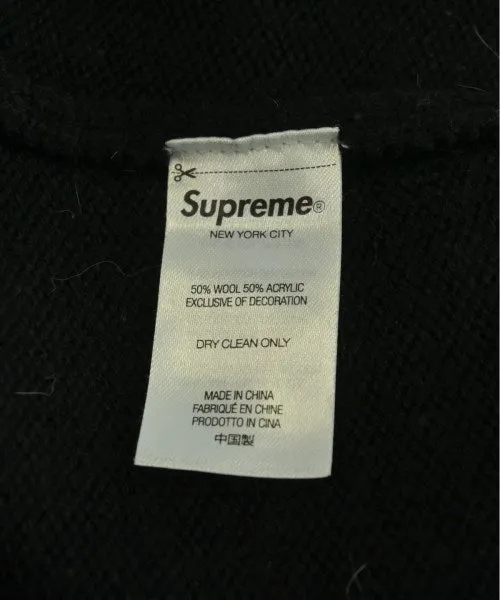 Supreme®
NEW YORK CITY
50% WOOL 50% ACRYLIC
EXCLUSIVE OF DECORATION
DRY CLEAN ONLY
MADE IN CHINA
FABRIQUÉ EN CHINE
PRODOTTO IN CINA
中国製